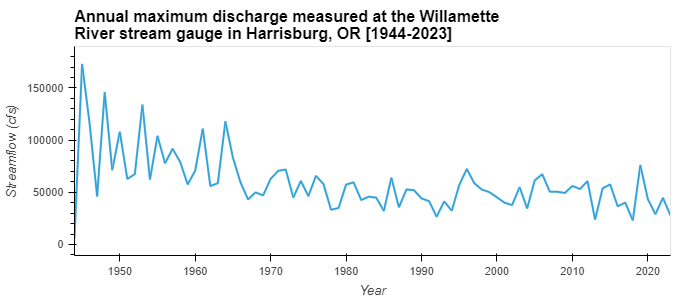 Annual maximum discharge measured at the Willamette
River stream gauge in Harrisburg, OR [1944-2023]
Streamflow (cfs)
150000
100000
50000
0
1950 1960 1970 1980 1990 2000 2010 2020
Year